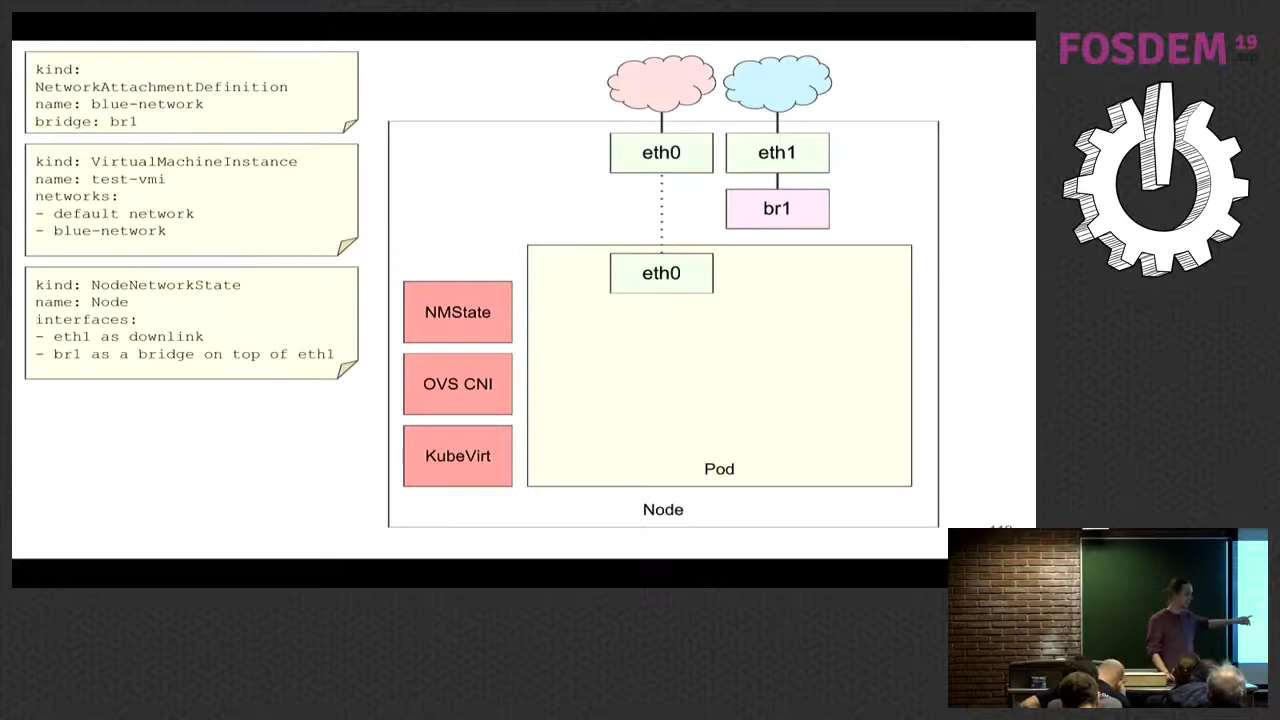 kind:
NetworkAttachmentDefinition
name: blue-network
bridge: br1
kind: VirtualMachineInstance
name: test-vmi
networks:
- default network
- blue-network
kind: NodeNetworkState
name: Node
interfaces:
- eth1 as downlink
- br1 as a bridge on top of eth1
eth0
eth1
br1
eth0
NMState
OVS CNI
KubeVirt
Pod
Node
FOSDEM 19